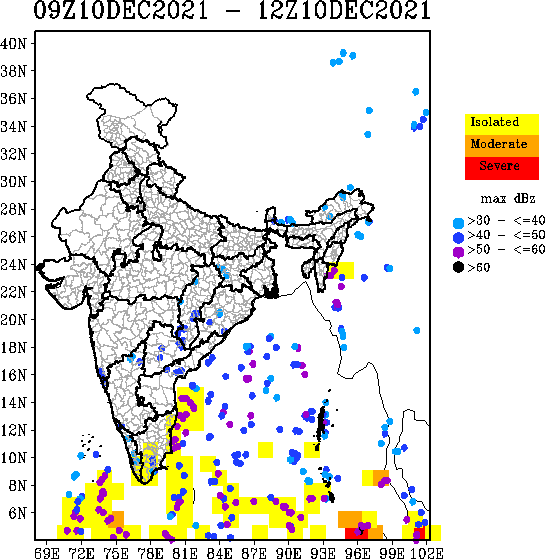 09Z10DEC2021 – 12Z10DEC2021
40N
38N
36N
34N
32N
30N
28N
26N
24N
22N
20N
18N
16N
14N
12N
10N
8N
6N
69E 72E 75E 78E 81E 84E 87E 90E 93E 96E 99E 102E
Isolated
Moderate
Severe
max dBz
>30 – <=40
>40 – <=50
>50 – <=60
>60